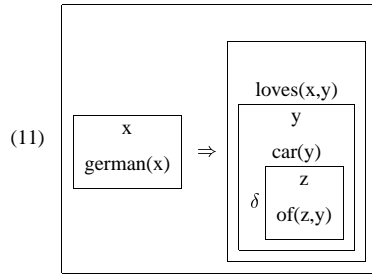 (11)
x
german(x)
⇒
loves(x,y)
y
car(y)
δ
z
of(z,y)